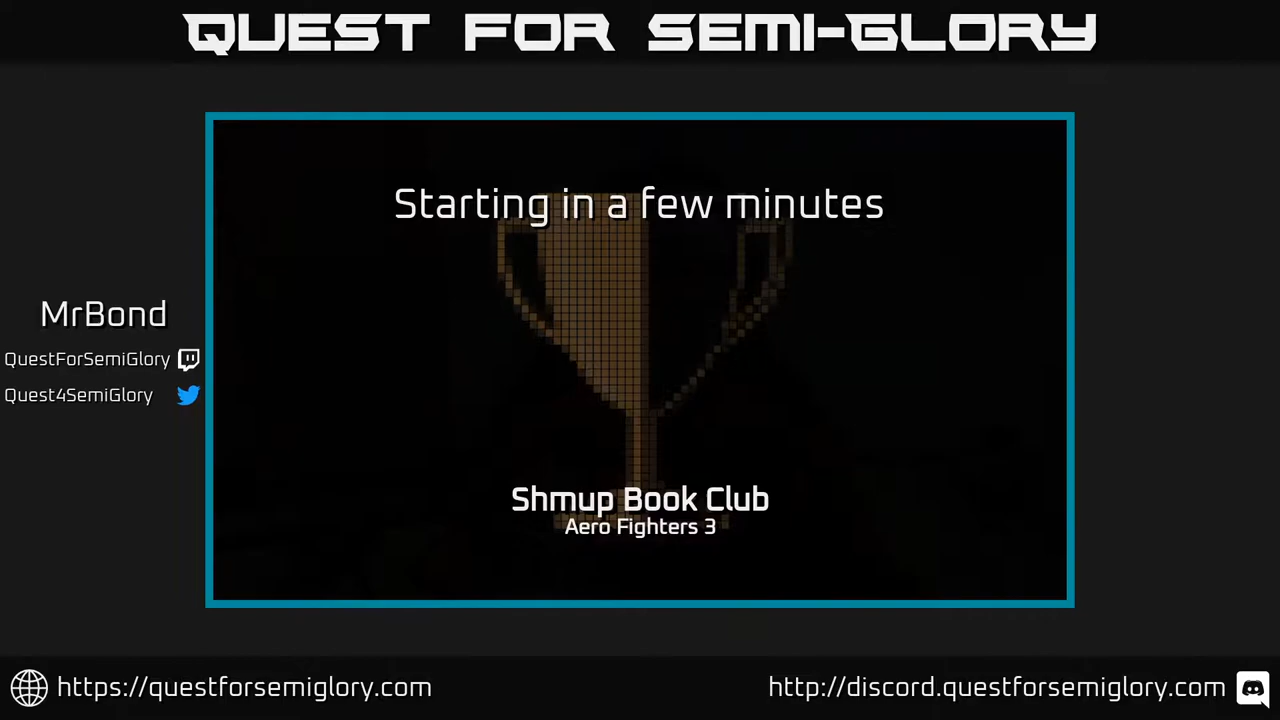 QUEST FOR SEMI-GLORY
Starting in a few minutes
MrBond
QuestForSemiGlory
Quest4SemiGlory
Shmup Book Club
Aero Fighters 3
https://questforsemiglory.com
http://discord.questforsemiglory.com